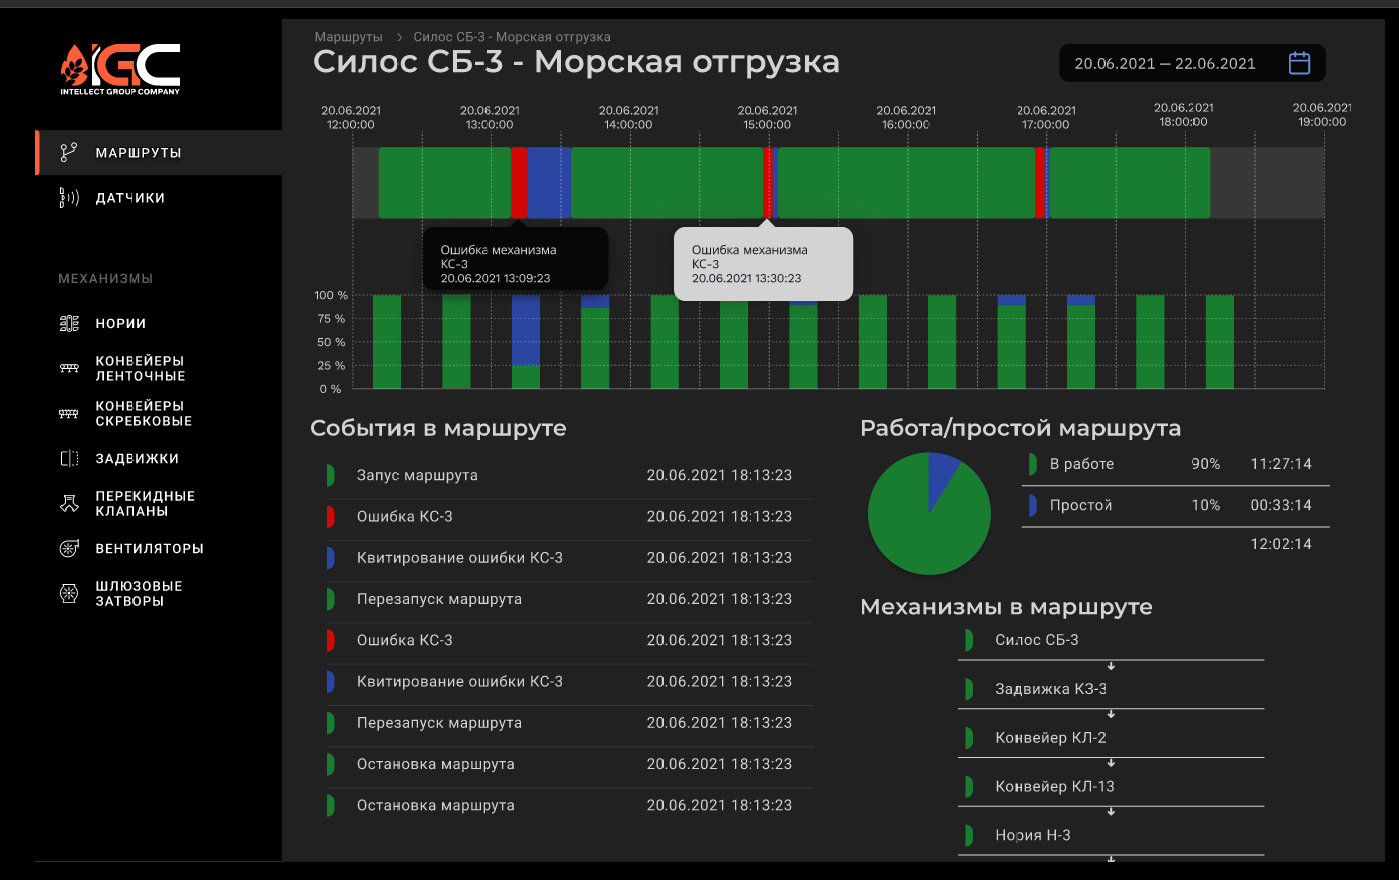 IGC
INTELLECT GROUP COMPANY
МАРШРУТЫ
ДАТЧИКИ
МЕХАНИЗМЫ
НОРИИ
КОНВЕЙЕРЫ
ЛЕНТОЧНЫЕ
КОНВЕЙЕРЫ
СКРЕБКОВЫЕ
ЗАДВИЖКИ
ПЕРЕКИДНЫЕ
КЛАПАНЫ
ВЕНТИЛЯТОРЫ
ШЛЮЗОВЫЕ
ЗАТВОРЫ
Маршруты > Силос СБ-3 - Морская отгрузка
Силос СБ-3 - Морская отгрузка
20.06.2021 — 22.06.2021
20.06.2021 20.06.2021 20.06.2021 20.06.2021 20.06.2021 20.06.2021 20.06.2021 20.06.2021
12:00:00 13:00:00 14:00:00 15:00:00 16:00:00 17:00:00 18:00:00 19:00:00
Ошибка механизма
КС-3
20.06.2021 13:09:23
Ошибка механизма
КС-3
20.06.2021 13:30:23
100 %
75 %
50 %
25 %
0 %
События в маршруте
Запус маршрута 20.06.2021 18:13:23
Ошибка КС-3 20.06.2021 18:13:23
Квитирование ошибки КС-3 20.06.2021 18:13:23
Перезапуск маршрута 20.06.2021 18:13:23
Ошибка КС-3 20.06.2021 18:13:23
Квитирование ошибки КС-3 20.06.2021 18:13:23
Перезапуск маршрута 20.06.2021 18:13:23
Остановка маршрута 20.06.2021 18:13:23
Остановка маршрута 20.06.2021 18:13:23
Работа/простой маршрута
В работе 90% 11:27:14
Простой 10% 00:33:14
12:02:14
Механизмы в маршруте
Силос СБ-3
Задвижка КЗ-3
Конвейер КЛ-2
Конвейер КЛ-13
Нория Н-3